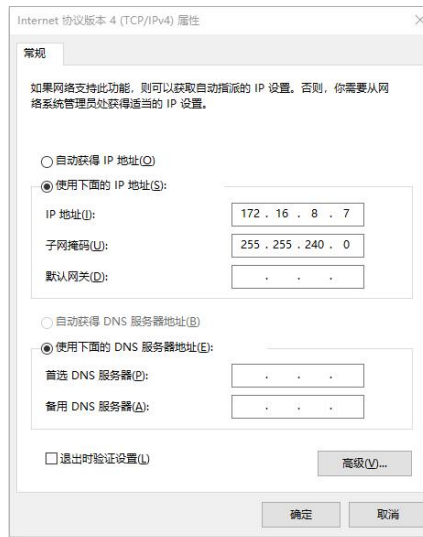 Internet 协议版本 4 (TCP/IPv4) 属性
常规
如果网络支持此功能，则可以获取自动指派的 IP 设置。否则，你需要从网
络系统管理员处获得适当的 IP 设置。
自动获得 IP 地址(O)
使用下面的 IP 地址(S):
IP 地址(I): 172 . 16 . 8 . 7
子网掩码(U): 255 . 255 . 240 . 0
默认网关(D): . . .
自动获得 DNS 服务器地址(B)
使用下面的 DNS 服务器地址(E):
首选 DNS 服务器(P): . . .
备用 DNS 服务器(A): . . .
退出时验证设置(L)
高级(V)...
确定 取消